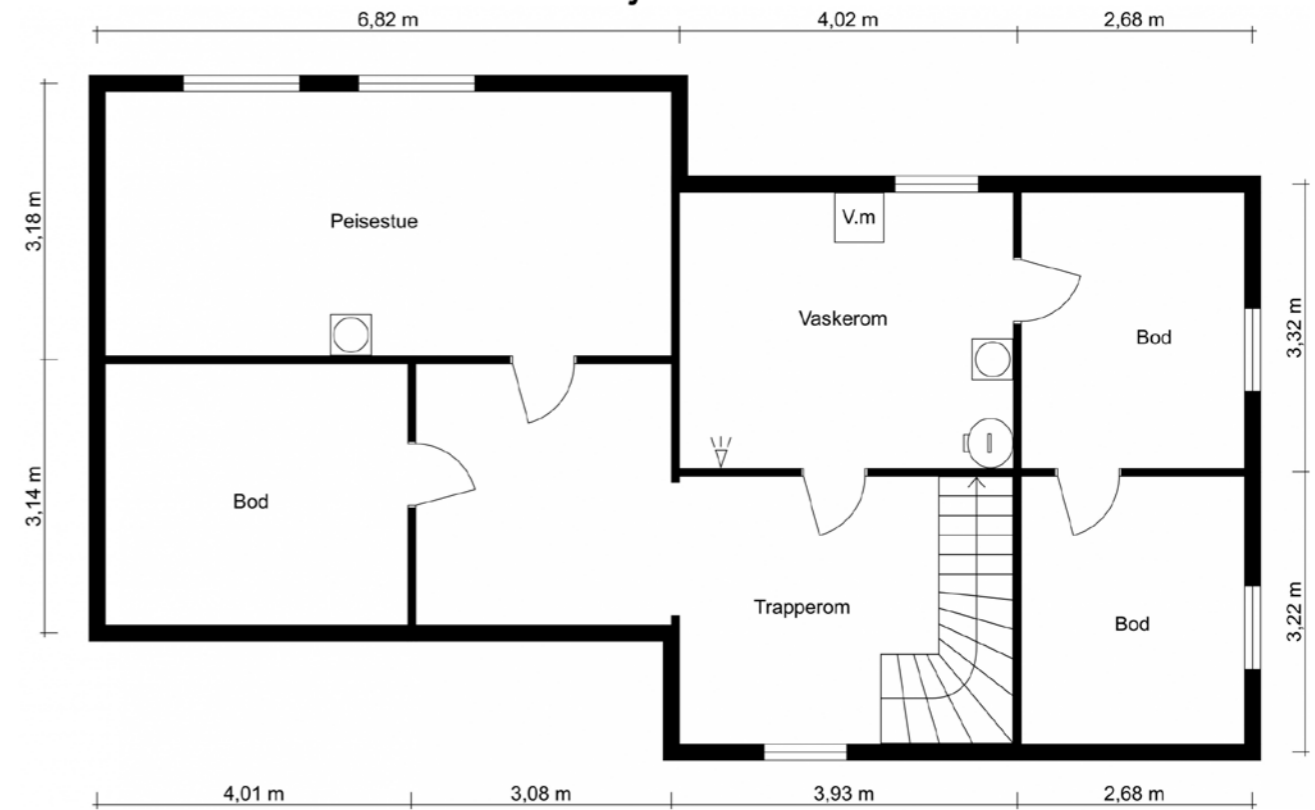 6,82 m
4,02 m
2,68 m
3,18 m
Peisestue
V.m
Vaskerom
Bod
3,32 m
3,14 m
Bod
Trapperom
Bod
3,22 m
4,01 m
3,08 m
3,93 m
2,68 m